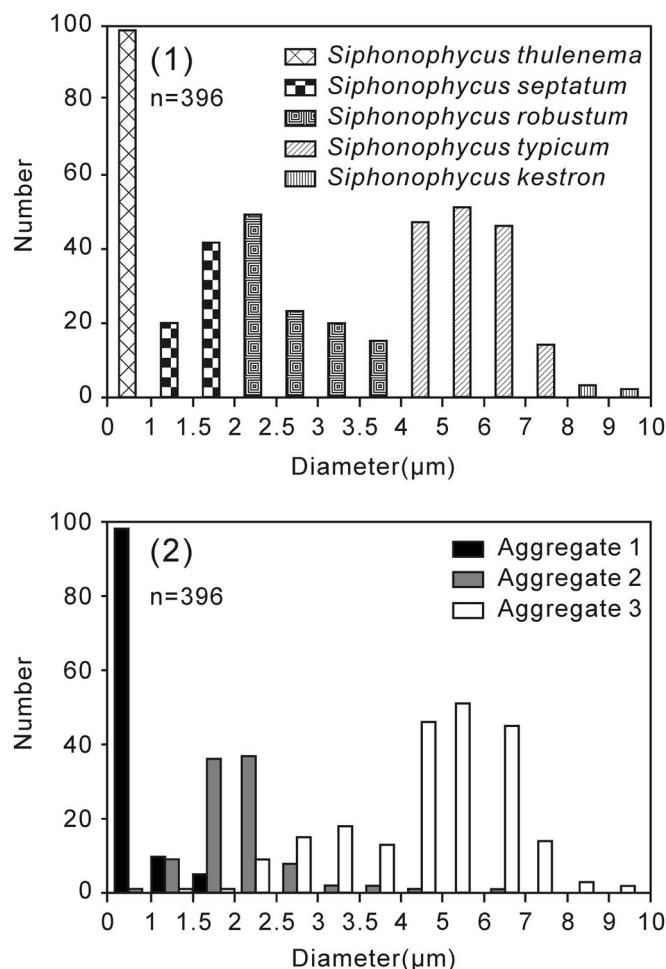 100
80
60
40
20
0
Number
(1)
n=396
Siphonophycus thulenema
Siphonophycus septatum
Siphonophycus robustum
Siphonophycus typicum
Siphonophycus kestron
0 1 1.5 2 2.5 3 3.5 4 5 6 7 8 9 10
Diameter(μm)
100
80
60
40
20
0
Number
(2)
n=396
Aggregate 1
Aggregate 2
Aggregate 3
0 1 1.5 2 2.5 3 3.5 4 5 6 7 8 9 10
Diameter(μm)